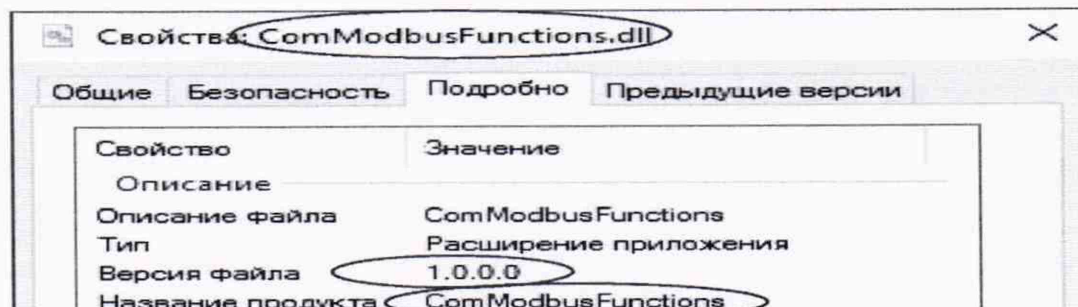 Свойства: ComModbusFunctions.dll
Общие Безопасность Подробно Предыдущие версии
Свойство Значение
Описание
Описание файла ComModbusFunctions
Тип Расширение приложения
Версия файла 1.0.0.0
Название продукта ComModbusFunctions